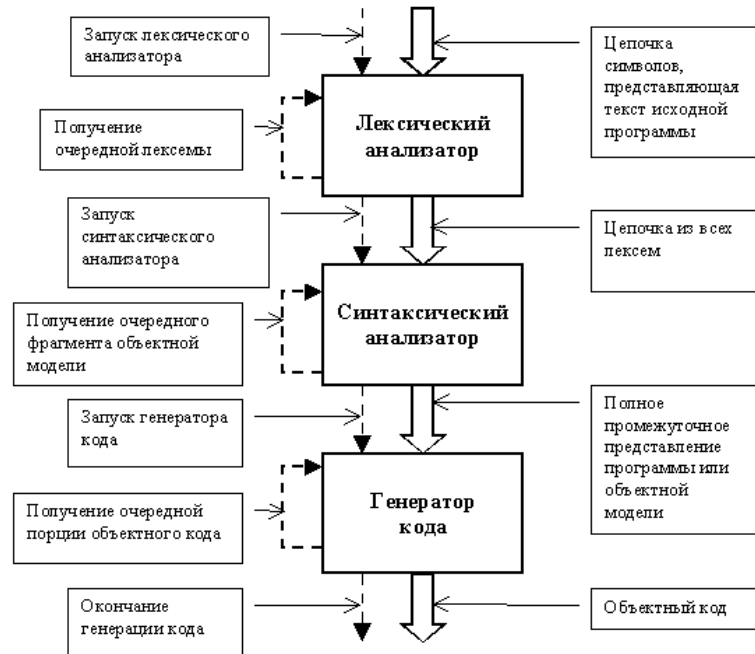 Запуск лексического
анализатора
Цепочка
символов,
представляющая
текст исходной
программы
Получение
очередной лексемы
Лексический
анализатор
Запуск
синтаксического
анализатора
Цепочка из всех
лексем
Получение очередного
фрагмента объектной
модели
Синтаксический
анализатор
Запуск генератора
кода
Полное
промежуточное
представление
программы или
объектной
модели
Получение очередной
порции объектного кода
Генератор
кода
Окончание
генерации кода
Объектный код